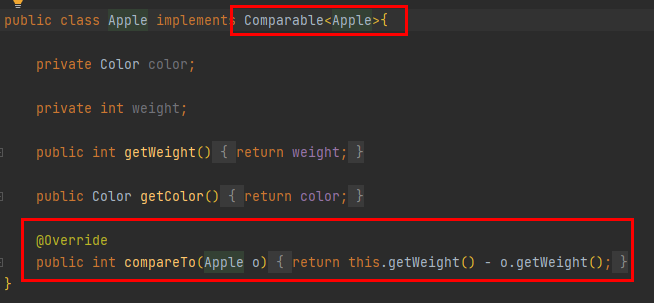 public class Apple implements Comparable<Apple>{
private Color color;
private int weight;
public int getWeight() { return weight; }
public Color getColor() { return color; }
@Override
public int compareTo(Apple o) { return this.getWeight() - o.getWeight(); }
}